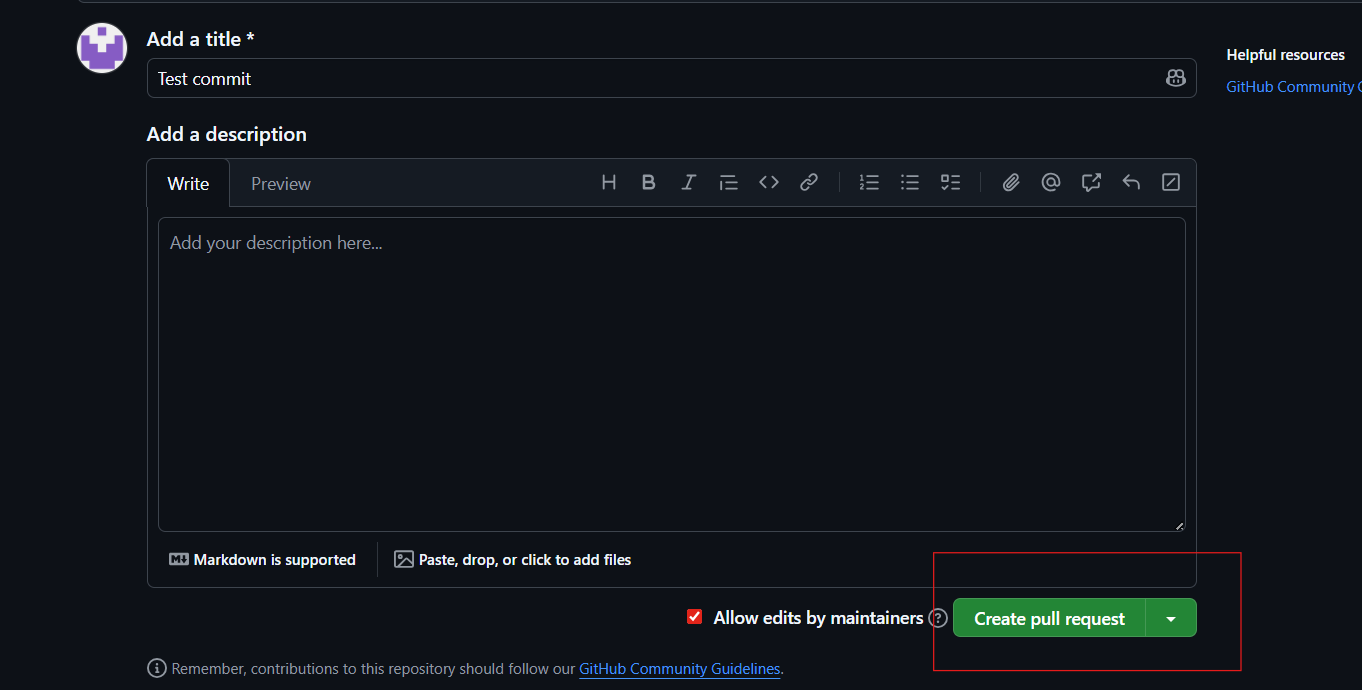 Add a title *
Helpful resources
Test commit
GitHub Community
Add a description
Write
Preview
Add your description here...
Markdown is supported
Paste, drop, or click to add files
Allow edits by maintainers
Create pull request
Remember, contributions to this repository should follow our GitHub Community Guidelines.